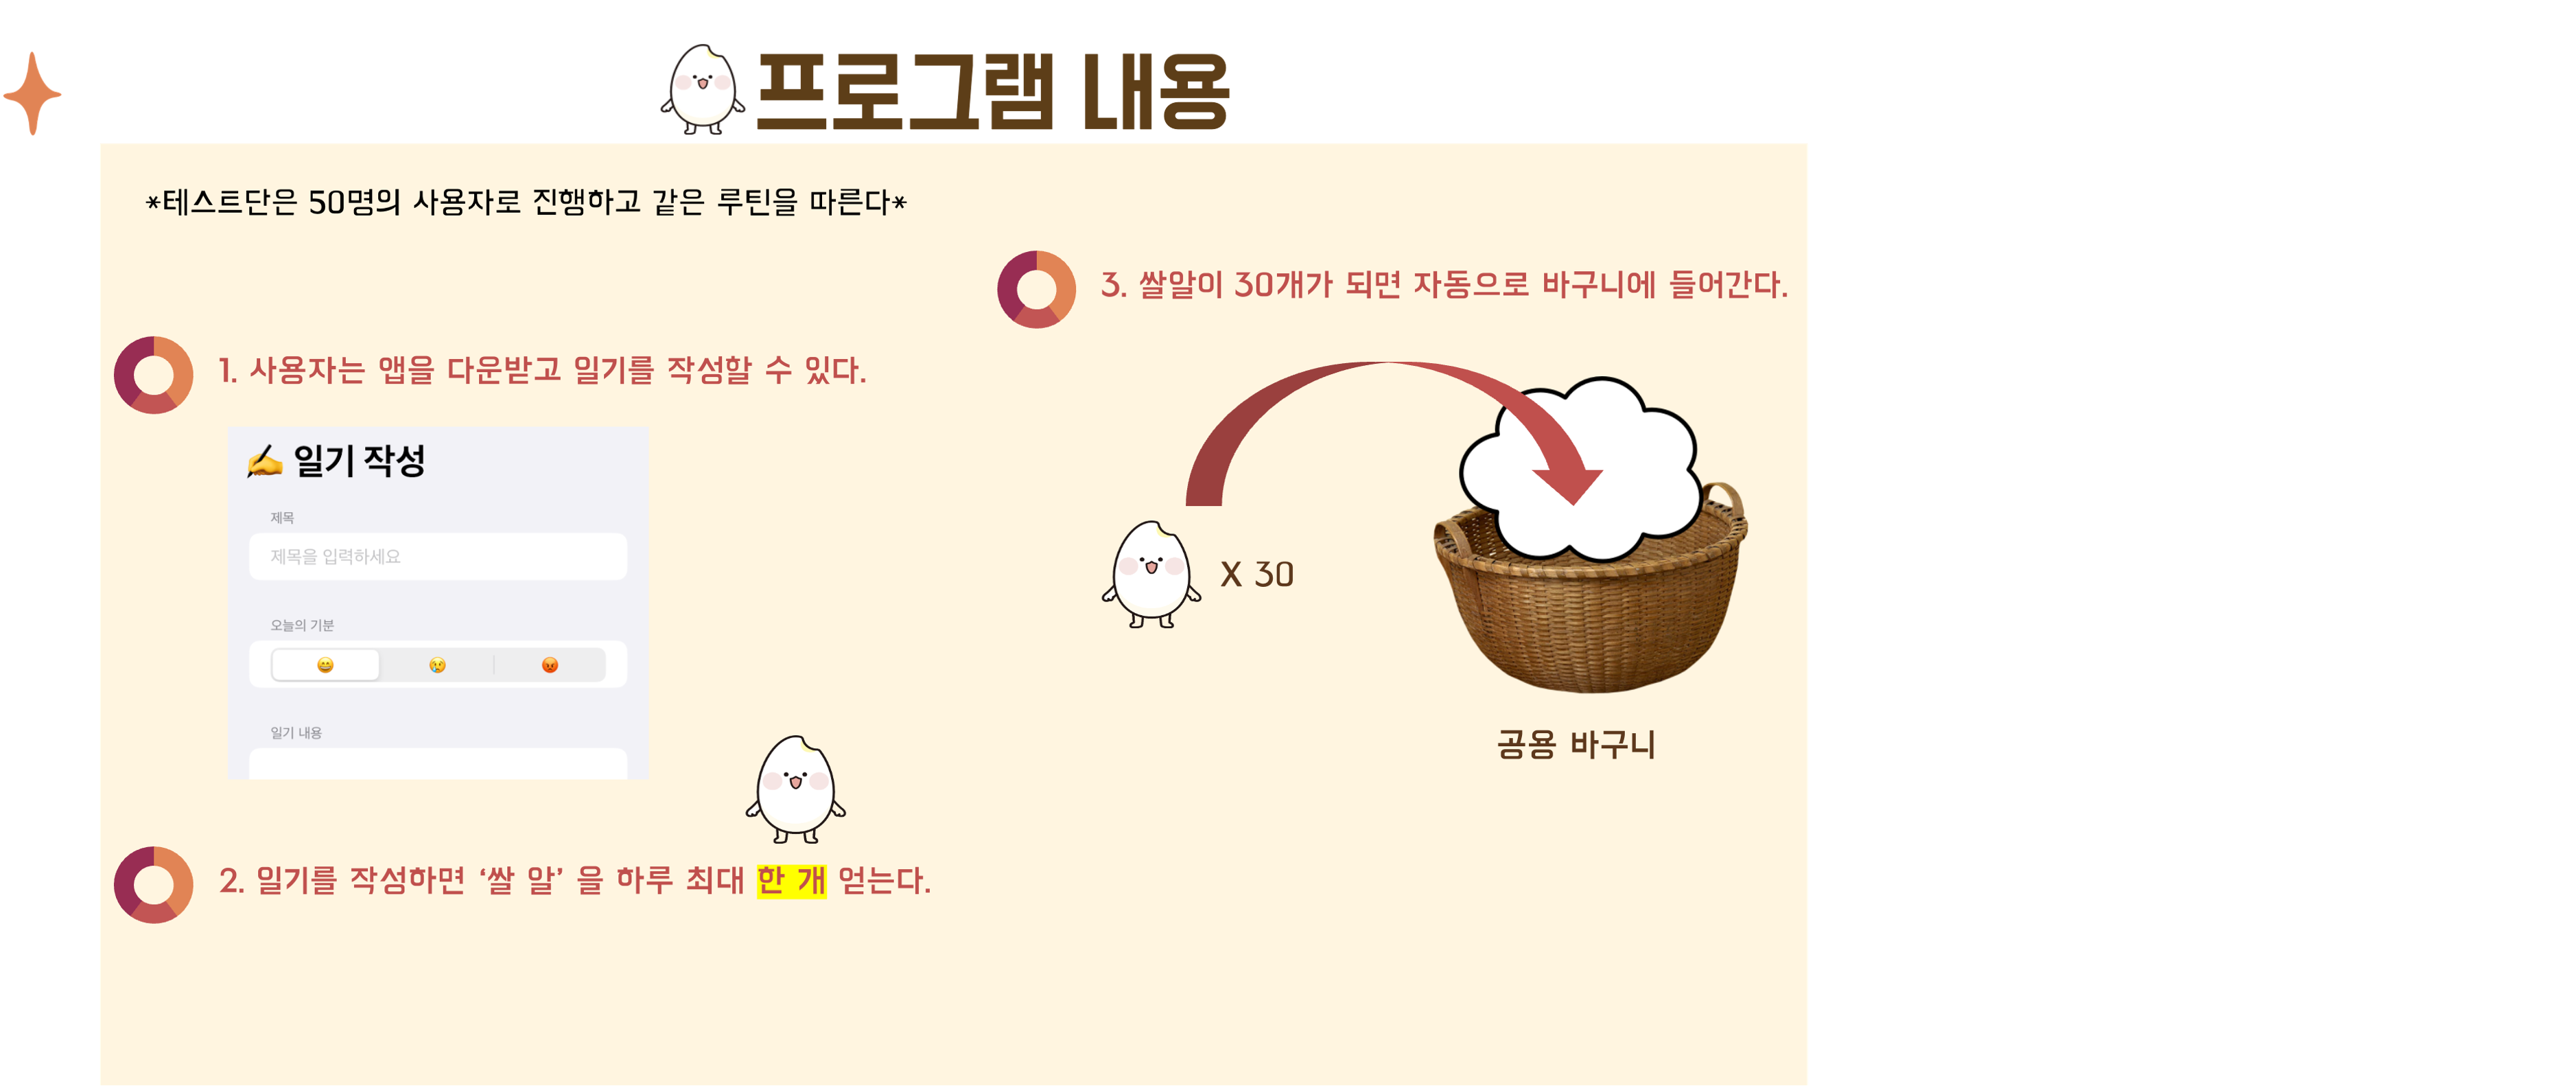 프로그램 내용
*테스트단은 50명의 사용자로 진행하고 같은 루틴을 따른다*
1. 사용자는 앱을 다운받고 일기를 작성할 수 있다.
✍️ 일기 작성
제목
제목을 입력하세요
오늘의 기분
일기 내용
2. 일기를 작성하면 ‘쌀 알’ 을 하루 최대 한 개 얻는다.
3. 쌀알이 30개가 되면 자동으로 바구니에 들어간다.
X 30
공용 바구니